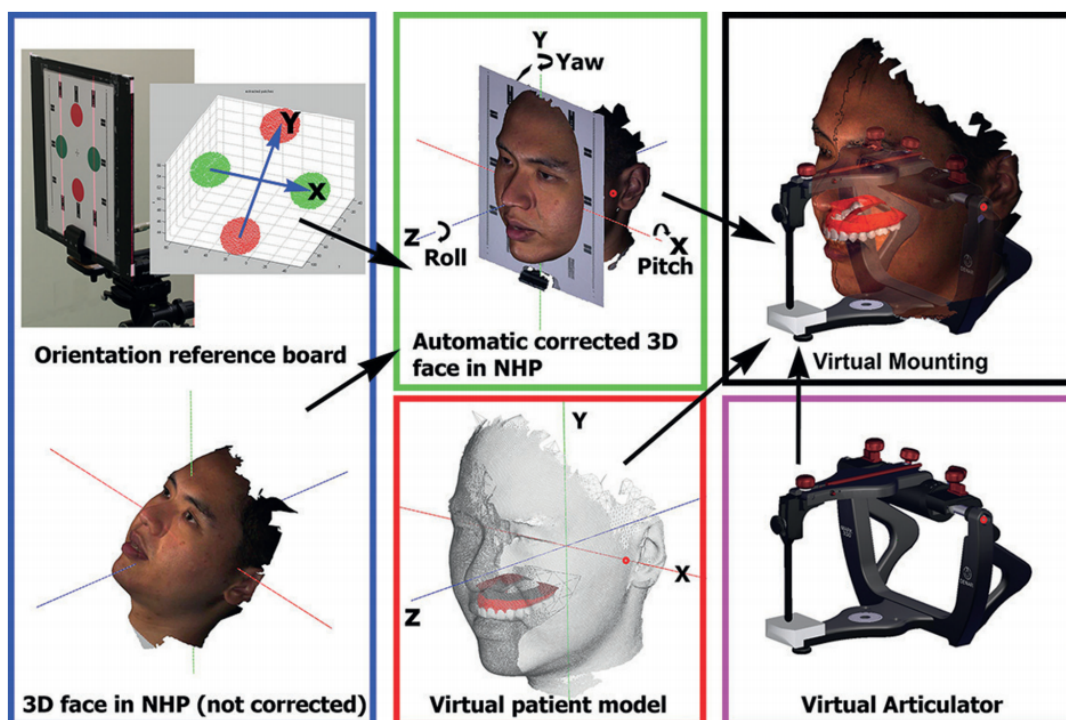 Y
X
Orientation reference board
3D face in NHP (not corrected)
Y
Yaw
Z
Roll
X
Pitch
Automatic corrected 3D
face in NHP
Y
X
Z
Virtual patient model
Virtual Mounting
Virtual Articulator